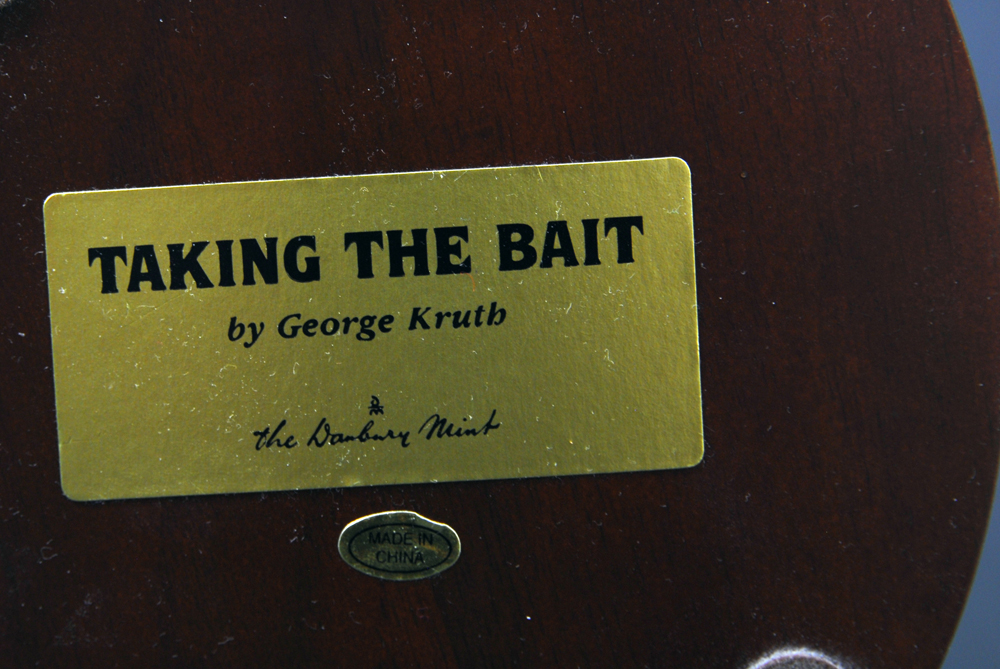 TAKING THE BAIT
by George Kruth
the Danbury Mint
MADE IN
CHINA